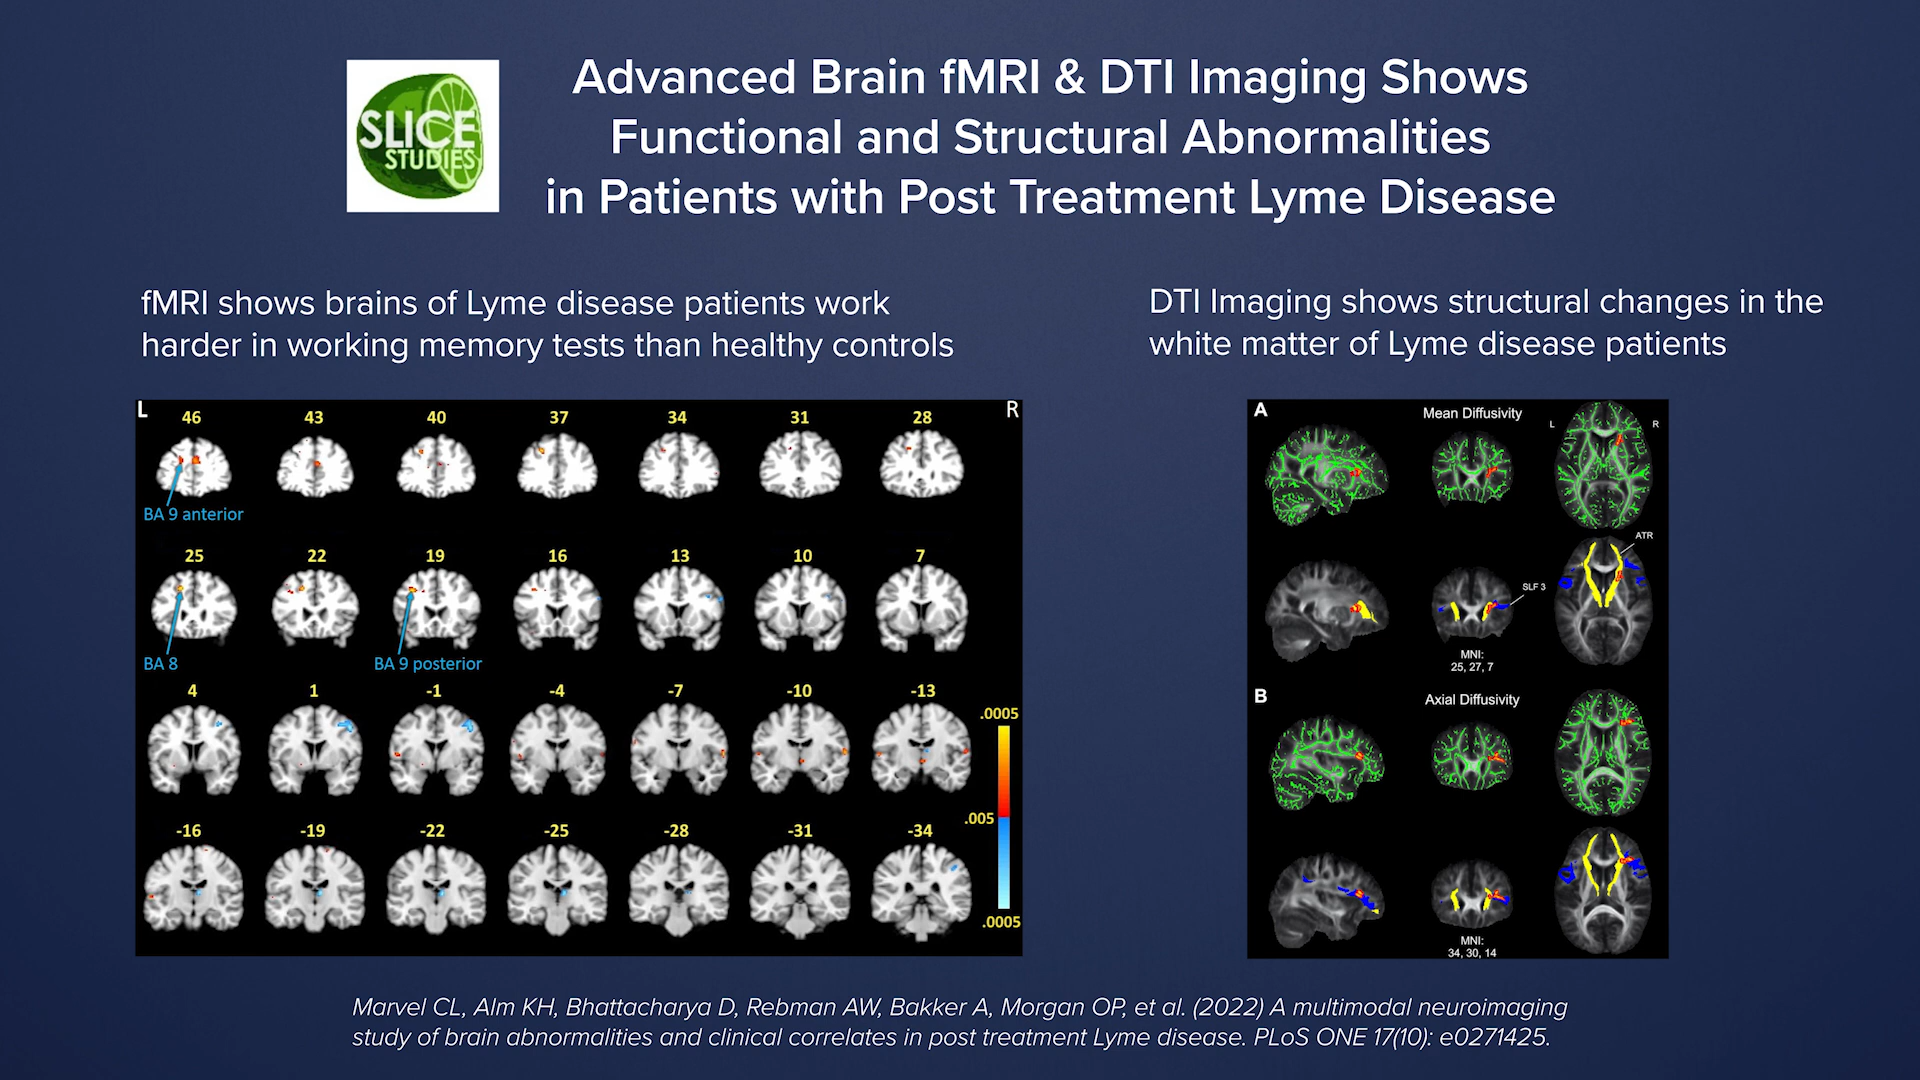 SLICE
STUDIES
Advanced Brain fMRI & DTI Imaging Shows
Functional and Structural Abnormalities
in Patients with Post Treatment Lyme Disease
fMRI shows brains of Lyme disease patients work
harder in working memory tests than healthy controls
L
R
46 43 40 37 34 31 28
BA 9 anterior
25 22 19 16 13 10 7
BA 8
BA 9 posterior
4 1 -1 -4 -7 -10 -13
.0005
.005
-16 -19 -22 -25 -28 -31 -34
.0005
DTI Imaging shows structural changes in the
white matter of Lyme disease patients
A
Mean Diffusivity
L
R
ATR
SLF 3
MNI:
25, 27, 7
B
Axial Diffusivity
MNI:
34, 30, 14
Marvel CL, Alm KH, Bhattacharya D, Rebman AW, Bakker A, Morgan OP, et al. (2022) A multimodal neuroimaging
study of brain abnormalities and clinical correlates in post treatment Lyme disease. PLoS ONE 17(10): e0271425.